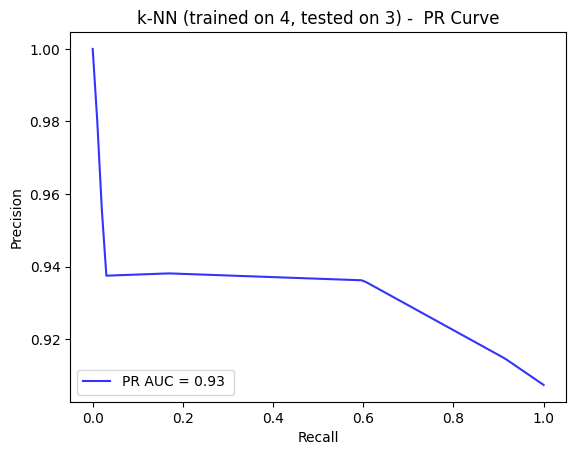 k-NN (trained on 4, tested on 3) -  PR Curve
1.00
0.98
0.96
0.94
0.92
Precision
PR AUC = 0.93
0.0 0.2 0.4 0.6 0.8 1.0
Recall